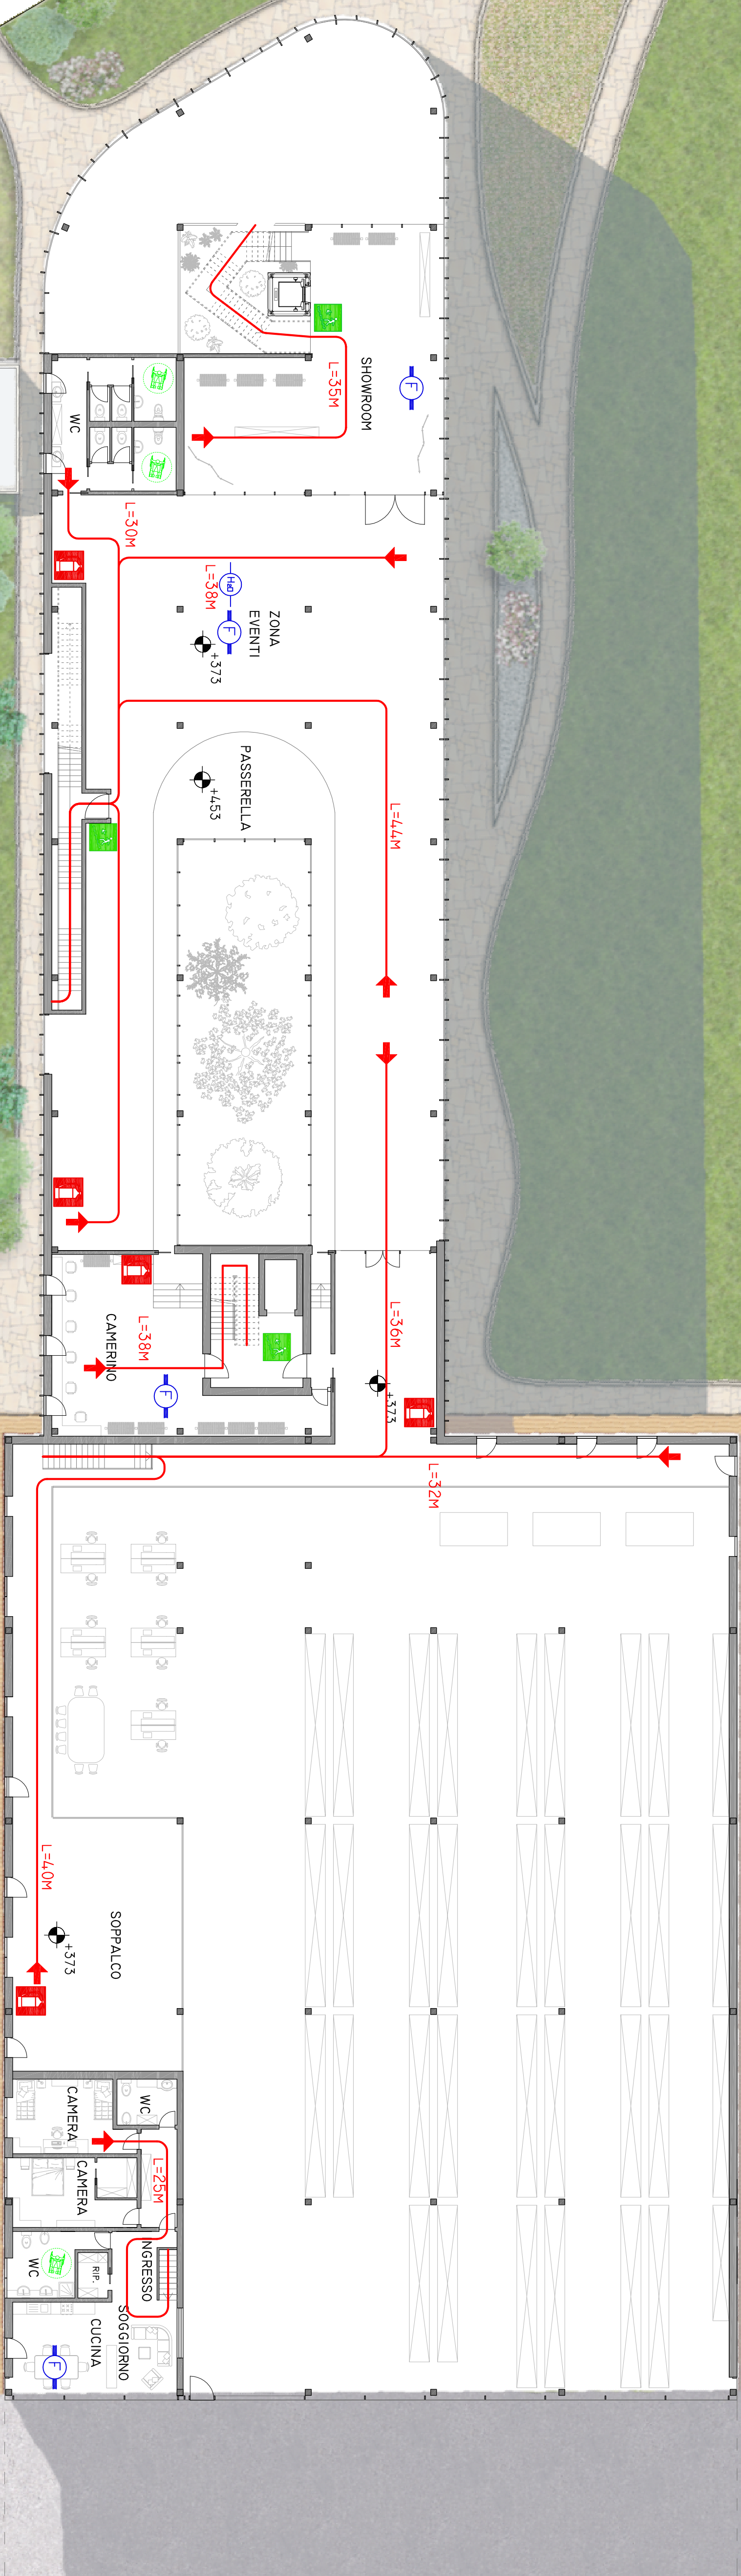 SHOWROOM
L=35M
F
WC
L=30M
L=38M
H₂O
F
ZONA
EVENTI
+373
PASSERELLA
+453
L=44M
L=36M
L=38M
CAMERINO
F
+373
L=32M
L=40M
SOPPALCO
+373
WC
CAMERA
L=25M
CAMERA
INGRESSO
RIP.
WC
SOGGIORNO
CUCINA
F